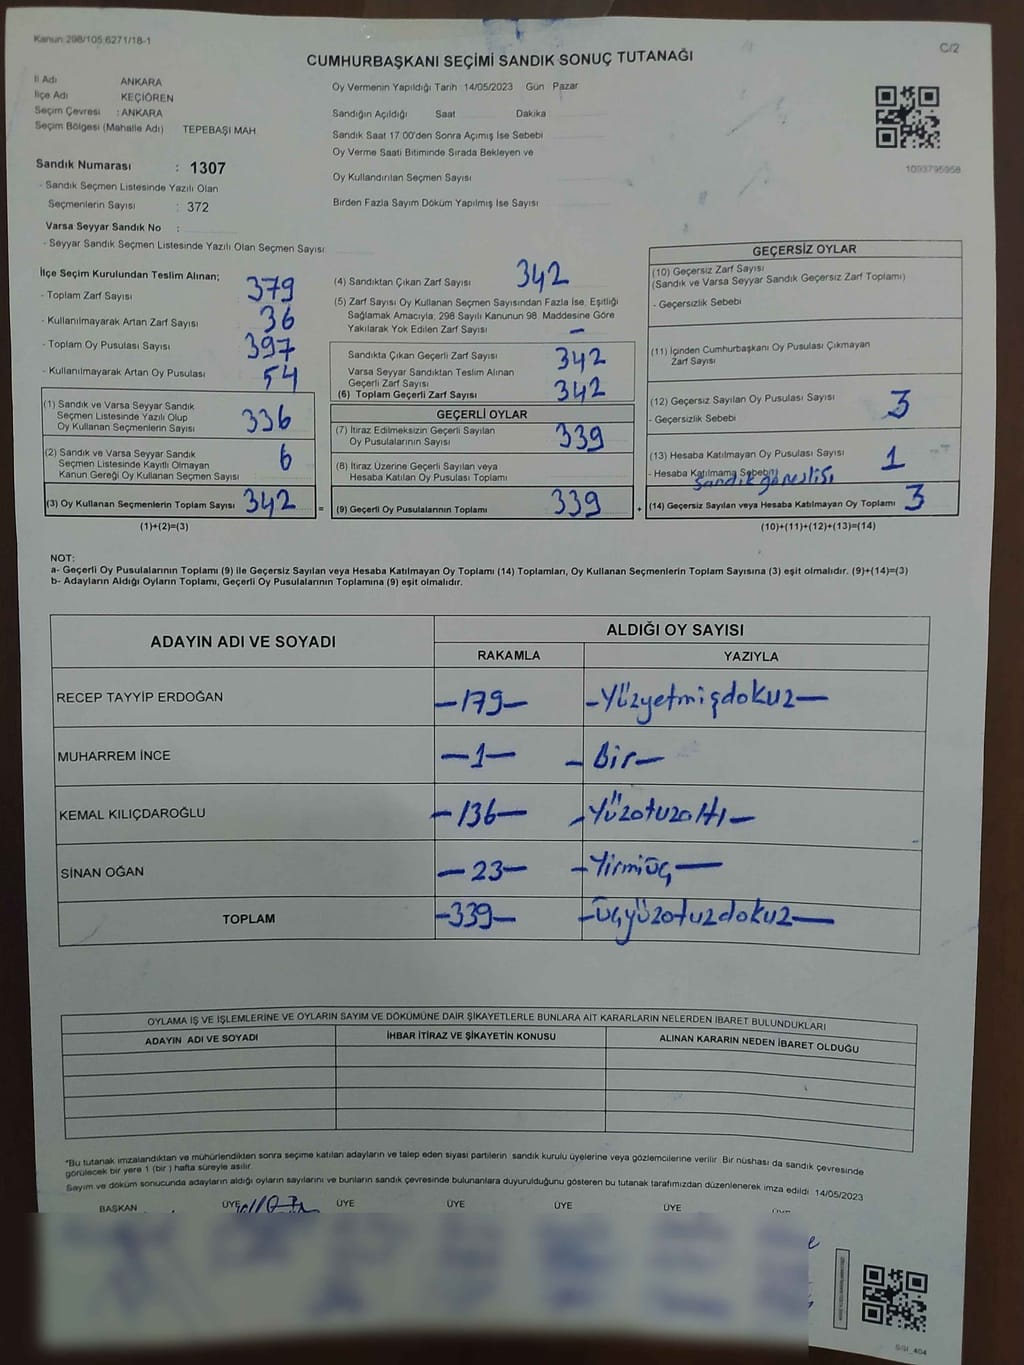 Kanun:298/105.6271/18-1
C/2
CUMHURBAŞKANI SEÇİMİ SANDIK SONUÇ TUTANAĞI
İl Adı ANKARA
İlçe Adı KEÇİÖREN
Seçim Çevresi : ANKARA
Seçim Bölgesi (Mahalle Adı) TEPEBAŞI MAH
Sandık Numarası : 1307
- Sandık Seçmen Listesinde Yazılı Olan
Seçmenlerin Sayısı : 372
Varsa Seyyar Sandık No :
- Seyyar Sandık Seçmen Listesinde Yazılı Olan Seçmen Sayısı:
Oy Vermenin Yapıldığı Tarih 14/05/2023 Gün Pazar
Sandığın Açıldığı Saat Dakika
Sandık Saat 17:00'den Sonra Açımış İse Sebebi
Oy Verme Saati Bitiminde Sırada Bekleyen ve
Oy Kullandırılan Seçmen Sayısı
Birden Fazla Sayım Döküm Yapılmış İse Sayısı
1093795958
İlçe Seçim Kurulundan Teslim Alınan;
- Toplam Zarf Sayısı 379
- Kullanılmayarak Artan Zarf Sayısı 36
- Toplam Oy Pusulası Sayısı 397
- Kullanılmayarak Artan Oy Pusulası 54
(1) Sandık ve Varsa Seyyar Sandık
Seçmen Listesinde Yazılı Olup
Oy Kullanan Seçmenlerin Sayısı 336
(2) Sandık ve Varsa Seyyar Sandık
Seçmen Listesinde Kayıtlı Olmayan
Kanun Gereği Oy Kullanan Seçmen Sayısı 6
(3) Oy Kullanan Seçmenlerin Toplam Sayısı 342 =
(1)+(2)=(3)
(4) Sandıktan Çıkan Zarf Sayısı 342
(5) Zarf Sayısı Oy Kullanan Seçmen Sayısından Fazla İse, Eşitliği
Sağlamak Amacıyla; 298 Sayılı Kanunun 98. Maddesine Göre
Yakılarak Yok Edilen Zarf Sayısı -
Sandıkta Çıkan Geçerli Zarf Sayısı 342
Varsa Seyyar Sandıktan Teslim Alınan
Geçerli Zarf Sayısı
(6) Toplam Geçerli Zarf Sayısı 342
GEÇERLİ OYLAR
(7) İtiraz Edilmeksizin Geçerli Sayılan
Oy Pusulalarının Sayısı 339
(8) İtiraz Üzerine Geçerli Sayılan veya
Hesaba Katılan Oy Pusulası Toplamı
(9) Geçerli Oy Pusulalarının Toplamı 339 +
GEÇERSİZ OYLAR
(10) Geçersiz Zarf Sayısı
(Sandık ve Varsa Seyyar Sandık Geçersiz Zarf Toplamı)
- Geçersizlik Sebebi
(11) İçinden Cumhurbaşkanı Oy Pusulası Çıkmayan
Zarf Sayısı
(12) Geçersiz Sayılan Oy Pusulası Sayısı 3
- Geçersizlik Sebebi
(13) Hesaba Katılmayan Oy Pusulası Sayısı 1
- Hesaba Katılmama Sebebi
Sandık görevlisi
(14) Geçersiz Sayılan veya Hesaba Katılmayan Oy Toplamı 3
(10)+(11)+(12)+(13)=(14)
NOT:
a- Geçerli Oy Pusulalarının Toplamı (9) ile Geçersiz Sayılan veya Hesaba Katılmayan Oy Toplamı (14) Toplamları, Oy Kullanan Seçmenlerin Toplam Sayısına (3) eşit olmalıdır. (9)+(14)=(3)
b- Adayların Aldığı Oyların Toplamı, Geçerli Oy Pusulalarının Toplamına (9) eşit olmalıdır.
ADAYIN ADI VE SOYADI ALDIĞI OY SAYISI
RAKAMLA YAZIYLA
RECEP TAYYİP ERDOĞAN -179- -Yüzyetmişdokuz-
MUHARREM İNCE -1- -Bir-
KEMAL KILIÇDAROĞLU -136- -Yüzotuzaltı-
SİNAN OĞAN -23- -Yirmiüç-
TOPLAM -339- -Üçyüzotuzdokuz-
OYLAMA İŞ VE İŞLEMLERİNE VE OYLARIN SAYIM VE DÖKÜMÜNE DAİR ŞİKAYETLERLE BUNLARA AİT KARARLARIN NELERDEN İBARET BULUNDUKLARI
ADAYIN ADI VE SOYADI İHBAR İTİRAZ VE ŞİKAYETİN KONUSU ALINAN KARARIN NEDEN İBARET OLDUĞU
*Bu tutanak imzalandıktan ve mühürlendikten sonra seçime katılan adayların ve talep eden siyasi partilerin sandık kurulu üyelerine veya gözlemcilerine verilir. Bir nüshası da sandık çevresinde
görülecek bir yere 1 (bir ) hafta süreyle asılır.
Sayım ve döküm sonucunda adayların aldığı oyların sayılarını ve bunların sandık çevresinde bulunanlara duyurulduğunu gösteren bu tutanak tarafımızdan düzenlenerek imza edildi. 14/05/2023
BAŞKAN ÜYE ÜYE ÜYE ÜYE ÜYE
SSI_404